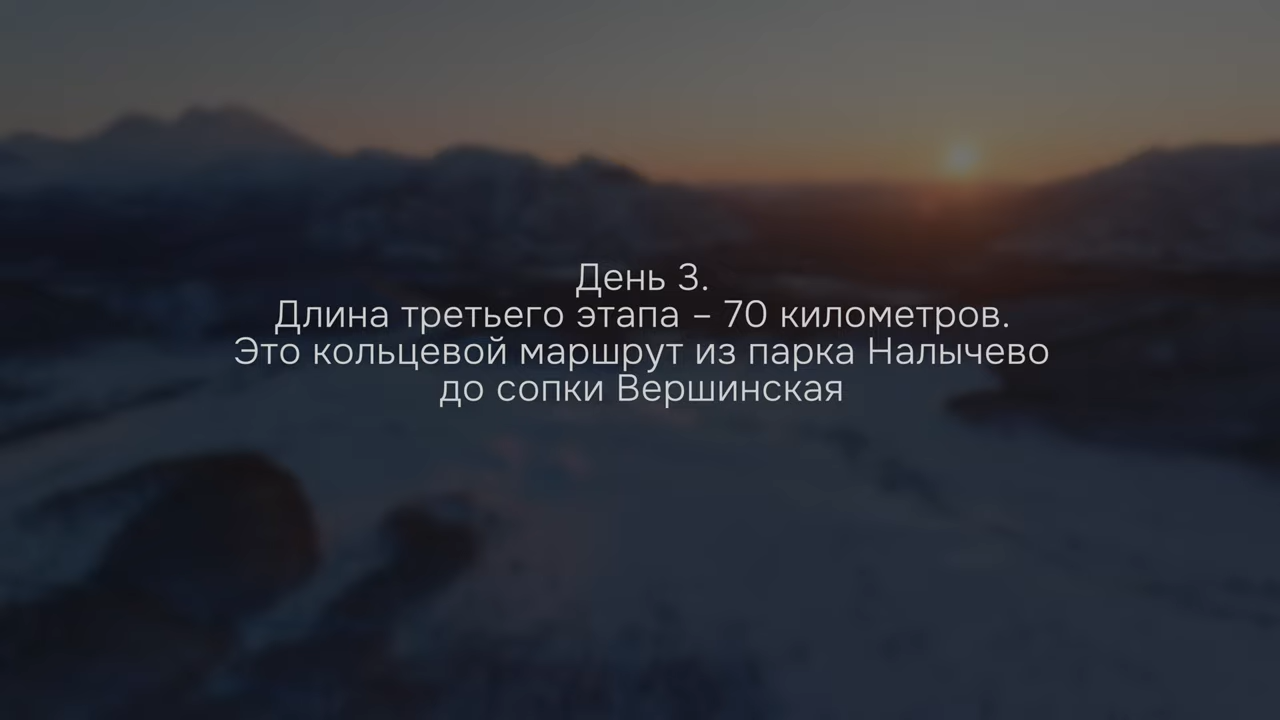 День 3.
Длина третьего этапа – 70 километров.
Это кольцевой маршрут из парка Налычево
до сопки Вершинская